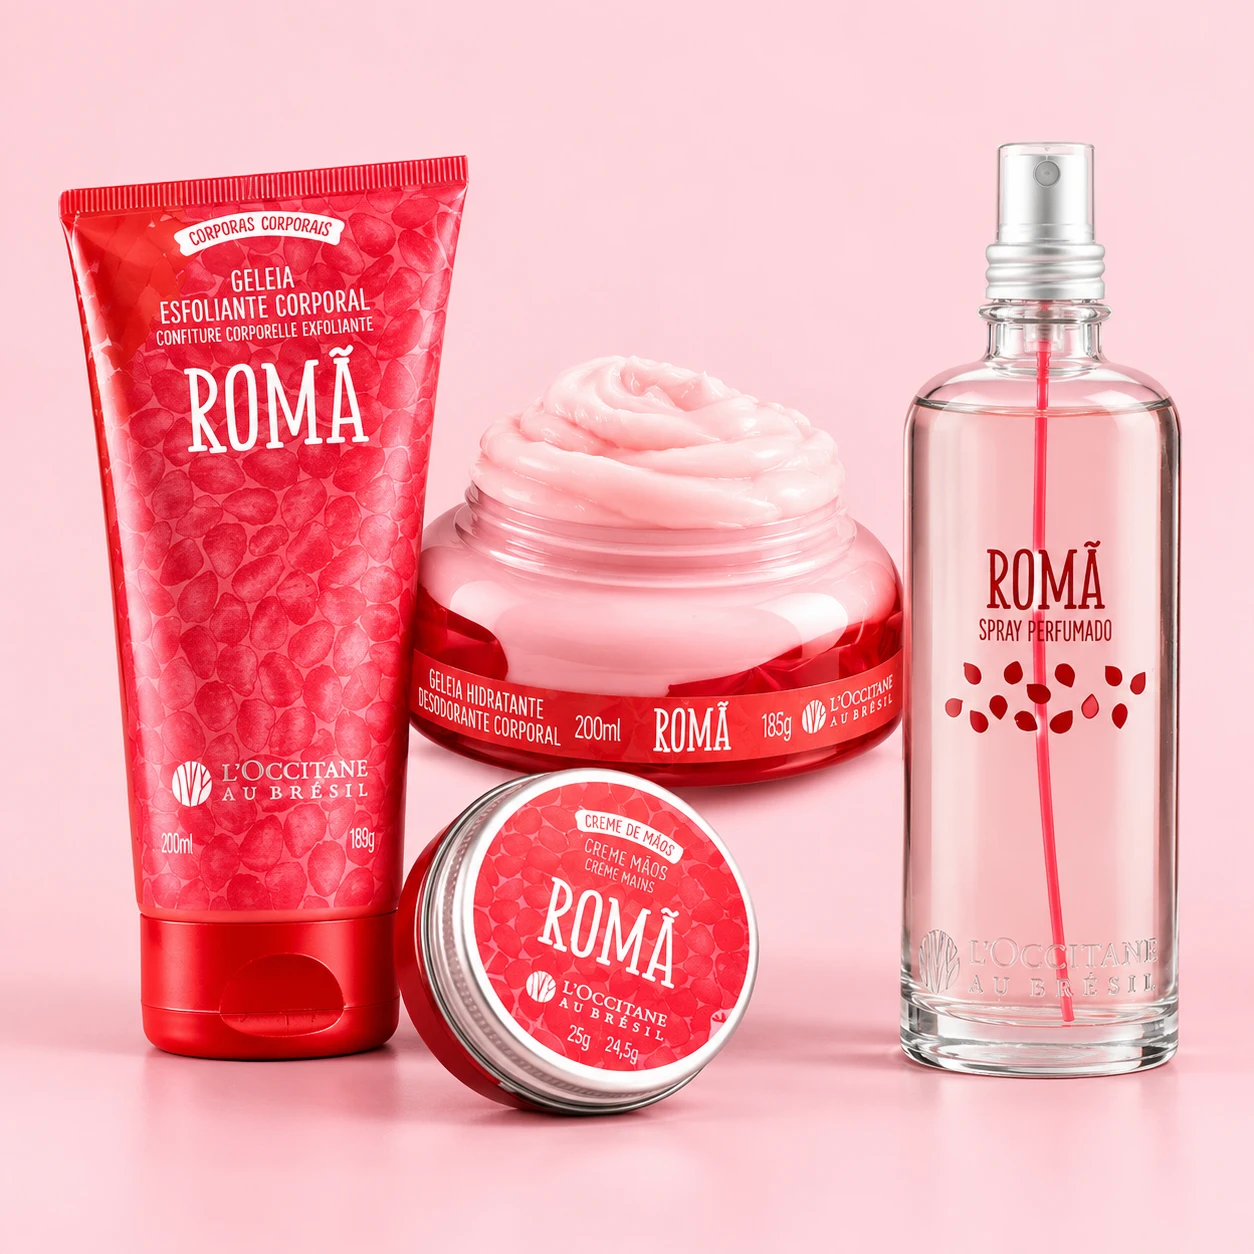 CORPORAS CORPORAIS
GELEIA
ESFOLIANTE CORPORAL
CONFITURE CORPORELLE EXFOLIANTE
ROMÃ
L'OCCITANE
AU BRÉSIL
200ml 189g
GELEIA HIDRATANTE
DESODORANTE CORPORAL
200ml
ROMÃ
185g
L'OCCITANE
AU BRÉSIL
CREME DE MÃOS
CREME MÃOS
CRÈME MAINS
ROMÃ
L'OCCITANE
AU BRÉSIL
25g 24,5g
ROMÃ
SPRAY PERFUMADO
L'OCCITANE
AU BRÉSIL